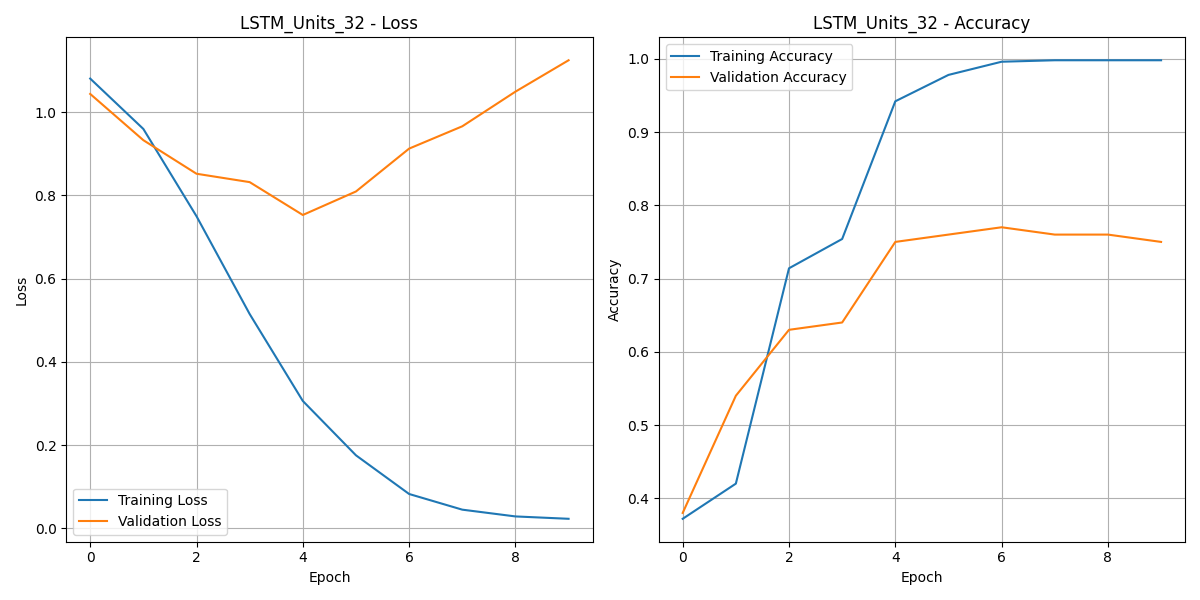 LSTM_Units_32 - Loss
1.0
0.8
0.6
0.4
0.2
0.0
Loss
Training Loss
Validation Loss
0 2 4 6 8
Epoch
LSTM_Units_32 - Accuracy
Training Accuracy
Validation Accuracy
1.0
0.9
0.8
0.7
0.6
0.5
0.4
Accuracy
0 2 4 6 8
Epoch